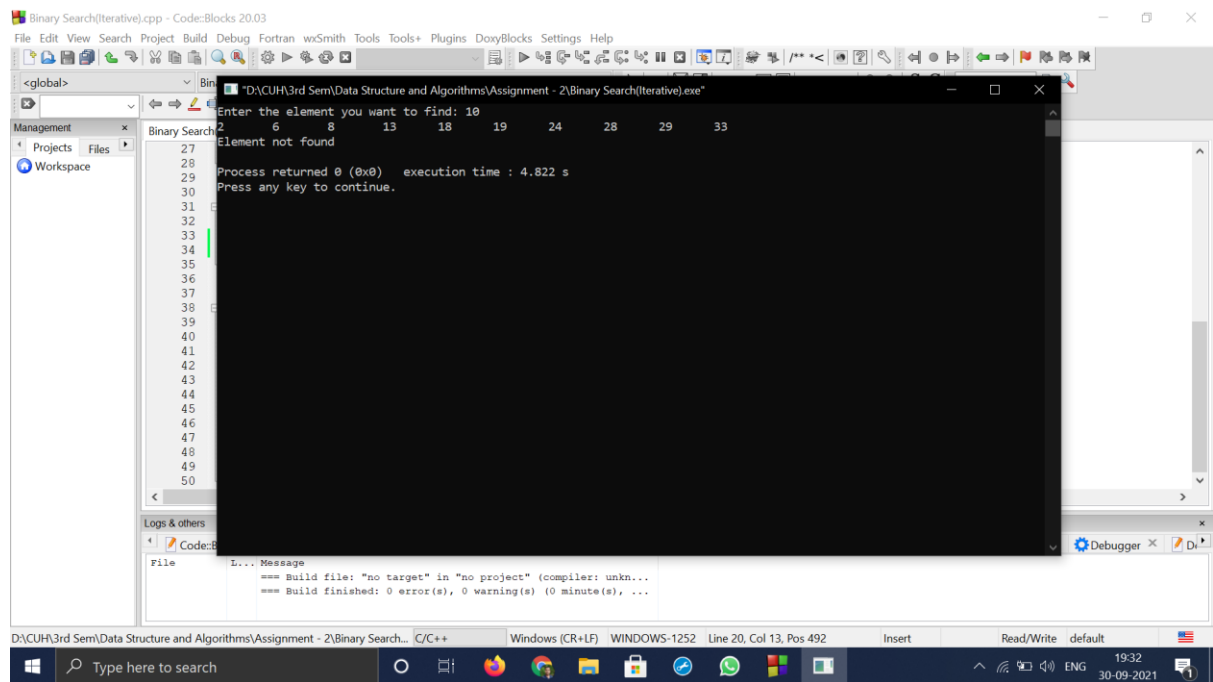 Binary Search(Iterative).cpp - Code::Blocks 20.03
File Edit View Search Project Build Debug Fortran wxSmith Tools Tools+ Plugins DoxyBlocks Settings Help
<global>
Management
Projects Files
Workspace
"D:\CUH\3rd Sem\Data Structure and Algorithms\Assignment - 2\Binary Search(Iterative).exe"
Enter the element you want to find: 10
2 6 8 13 18 19 24 28 29 33
Element not found
Process returned 0 (0x0) execution time : 4.822 s
Press any key to continue.
27
28
29
30
31
32
33
34
35
36
37
38
39
40
41
42
43
44
45
46
47
48
49
50
Logs & others
Debugger
File L... Message
=== Build file: "no target" in "no project" (compiler: unkn...
=== Build finished: 0 error(s), 0 warning(s) (0 minute(s), ...
D:\CUH\3rd Sem\Data Structure and Algorithms\Assignment - 2\Binary Search... C/C++ Windows (CR+LF) WINDOWS-1252 Line 20, Col 13, Pos 492 Insert Read/Write default
Type here to search
ENG
19:32
30-09-2021
1